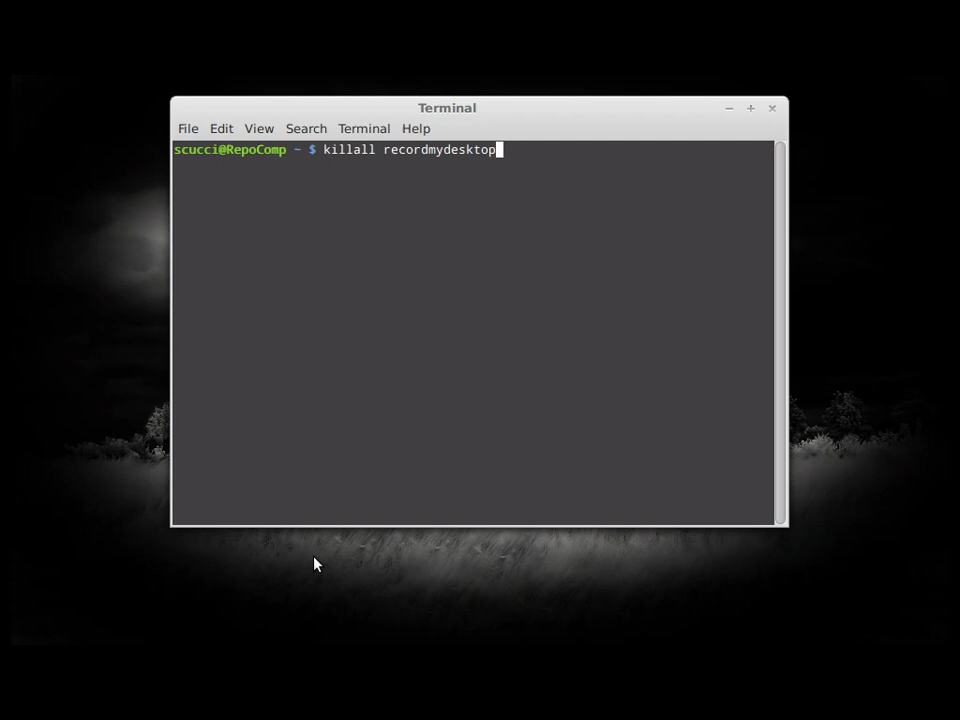 Terminal
File Edit View Search Terminal Help
scucci@RepoComp ~ $ killall recordmydesktop